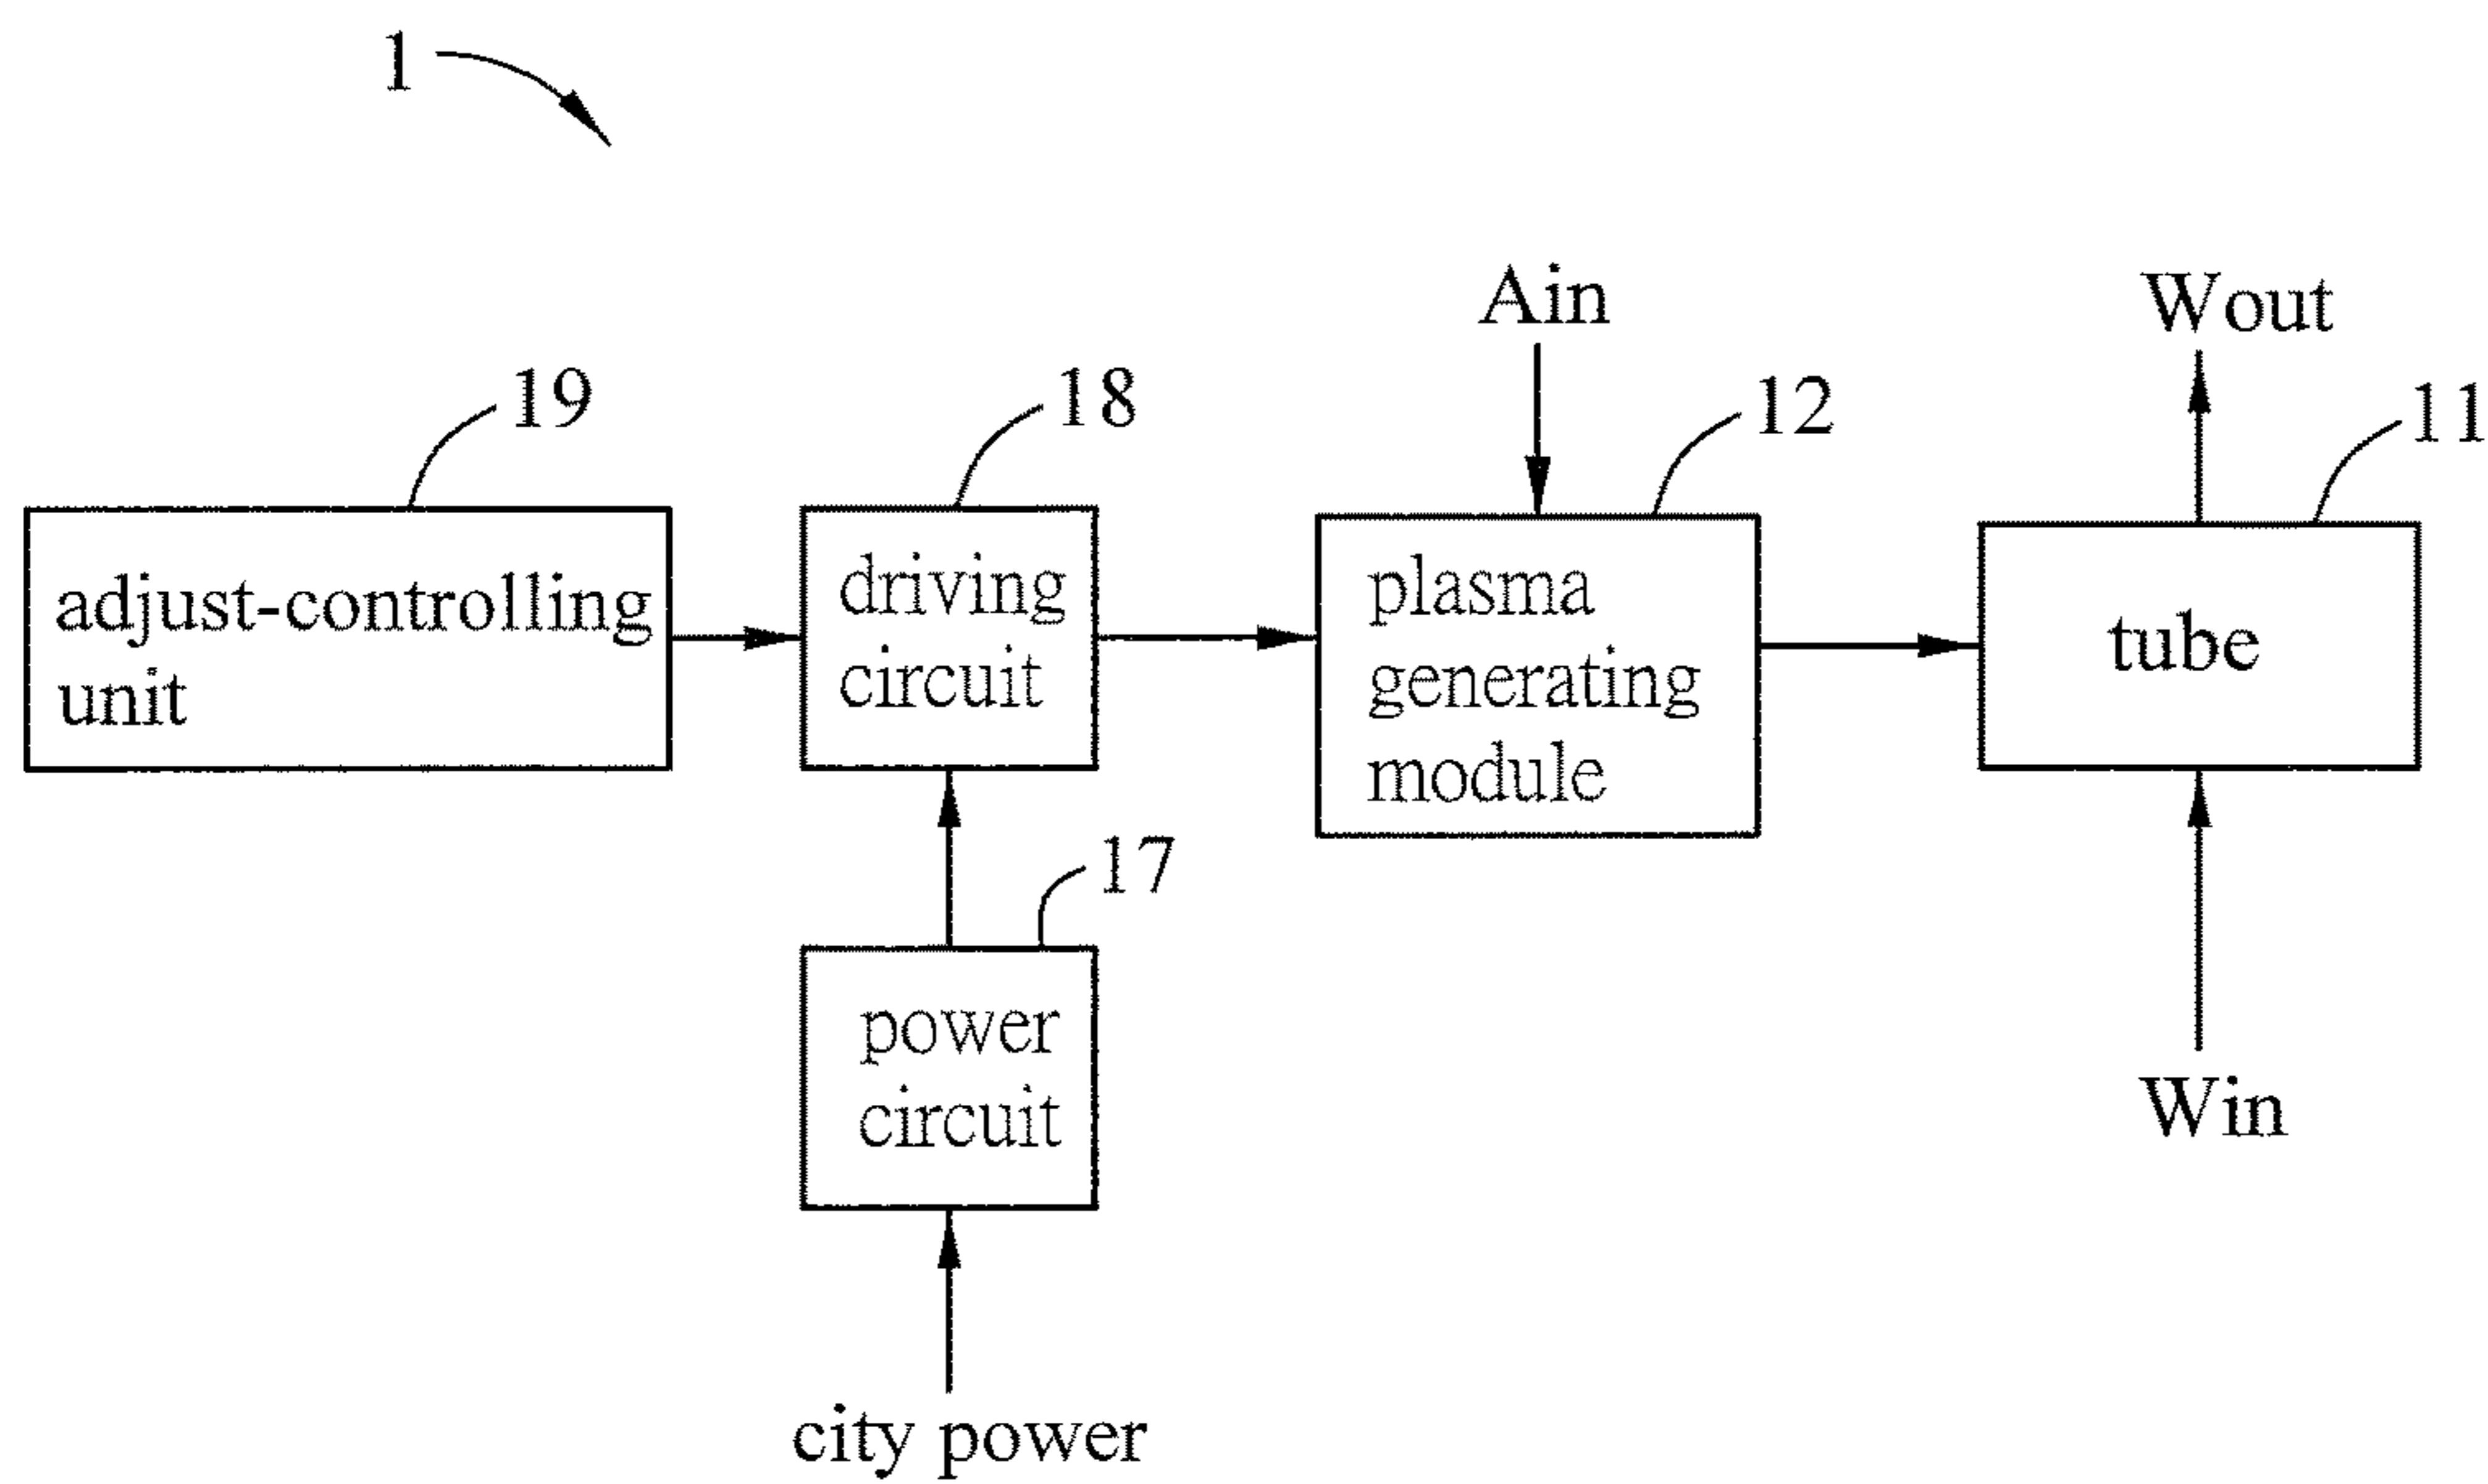 1
Ain
Wout
19
18
12
11
adjust-controlling
unit
driving
circuit
plasma
generating
module
tube
17
power
circuit
Win
city power